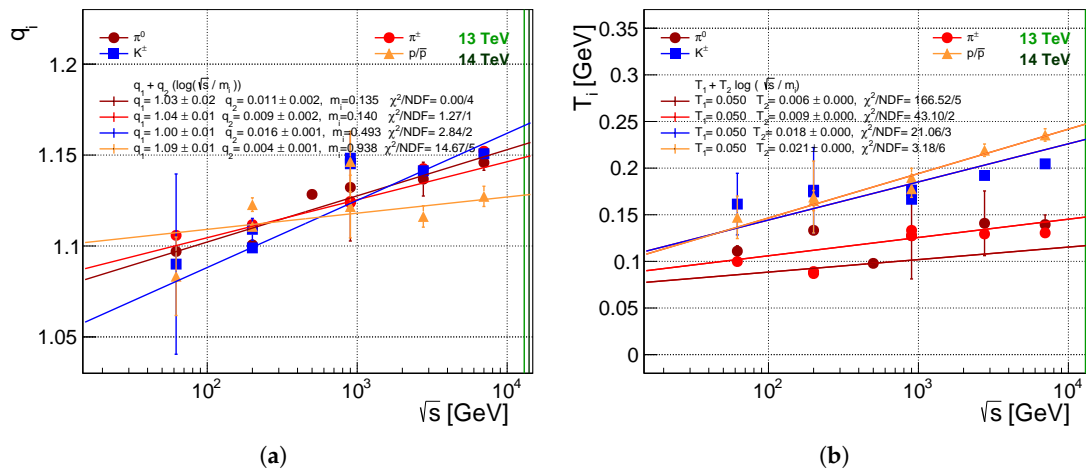 q_i
1.2
1.15
1.1
1.05
π⁰
K±
π±
p/p̅
13 TeV
14 TeV
q₁ + q₂ (log(√s / mᵢ))
q₁= 1.03 ± 0.02 q₂= 0.011 ± 0.002, mᵢ=0.135 χ²/NDF= 0.00/4
q₁= 1.04 ± 0.01 q₂= 0.009 ± 0.002, mᵢ=0.140 χ²/NDF= 1.27/1
q₁= 1.00 ± 0.01 q₂= 0.016 ± 0.001, mᵢ=0.493 χ²/NDF= 2.84/2
q₁= 1.09 ± 0.01 q₂= 0.004 ± 0.001, mᵢ=0.938 χ²/NDF= 14.67/5
10² 10³ 10⁴
√s [GeV]
(a)
Tᵢ [GeV]
0.35
0.3
0.25
0.2
0.15
0.1
0.05
0
π⁰
K±
π±
p/p̅
13 TeV
14 TeV
T₁ + T₂ log (√s / mᵢ)
T₁= 0.050 T₂= 0.006 ± 0.000, χ²/NDF= 166.52/5
T₁= 0.050 T₂= 0.009 ± 0.000, χ²/NDF= 43.10/2
T₁= 0.050 T₂= 0.018 ± 0.000, χ²/NDF= 21.06/3
T₁= 0.050 T₂= 0.021 ± 0.000, χ²/NDF= 3.18/6
10² 10³ 10⁴
√s [GeV]
(b)